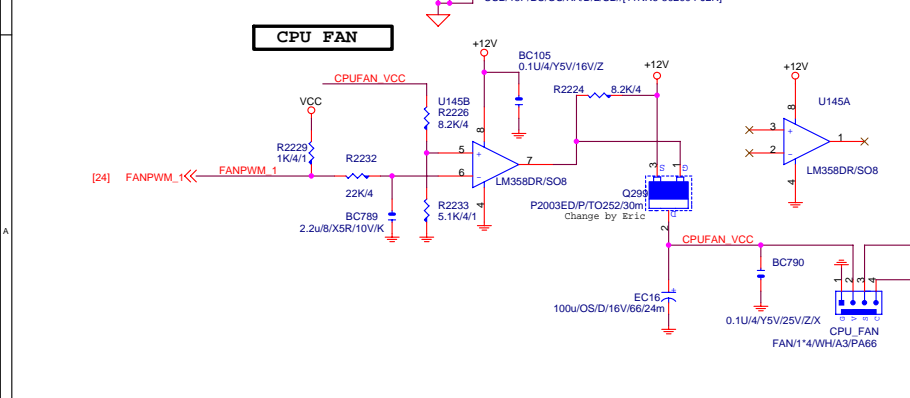 CPU FAN
+12V
BC105
0.1U/4/Y5V/16V/Z
+12V
+12V
CPUFAN_VCC
R2224
8.2K/4
VCC
U145B
R2226
8.2K/4
U145A
8
8
3
1
2
LM358DR/SO8
4
R2229
1K/4/1
R2232
5
7
6
LM358DR/SO8
4
3
1
S
G
[24]
FANPWM_1
FANPWM_1
22K/4
BC789
2.2u/8/X5R/10V/K
R2233
5.1K/4/1
Q299
P2003ED/P/TO252/30m
Change by Eric
D
2
A
CPUFAN_VCC
BC790
EC16
100u/OS/D/16V/66/24m
0.1U/4/Y5V/25V/Z/X
1
2
3
4
G
V
S
C
CPU_FAN
FAN/1*4/WH/A3/PA66